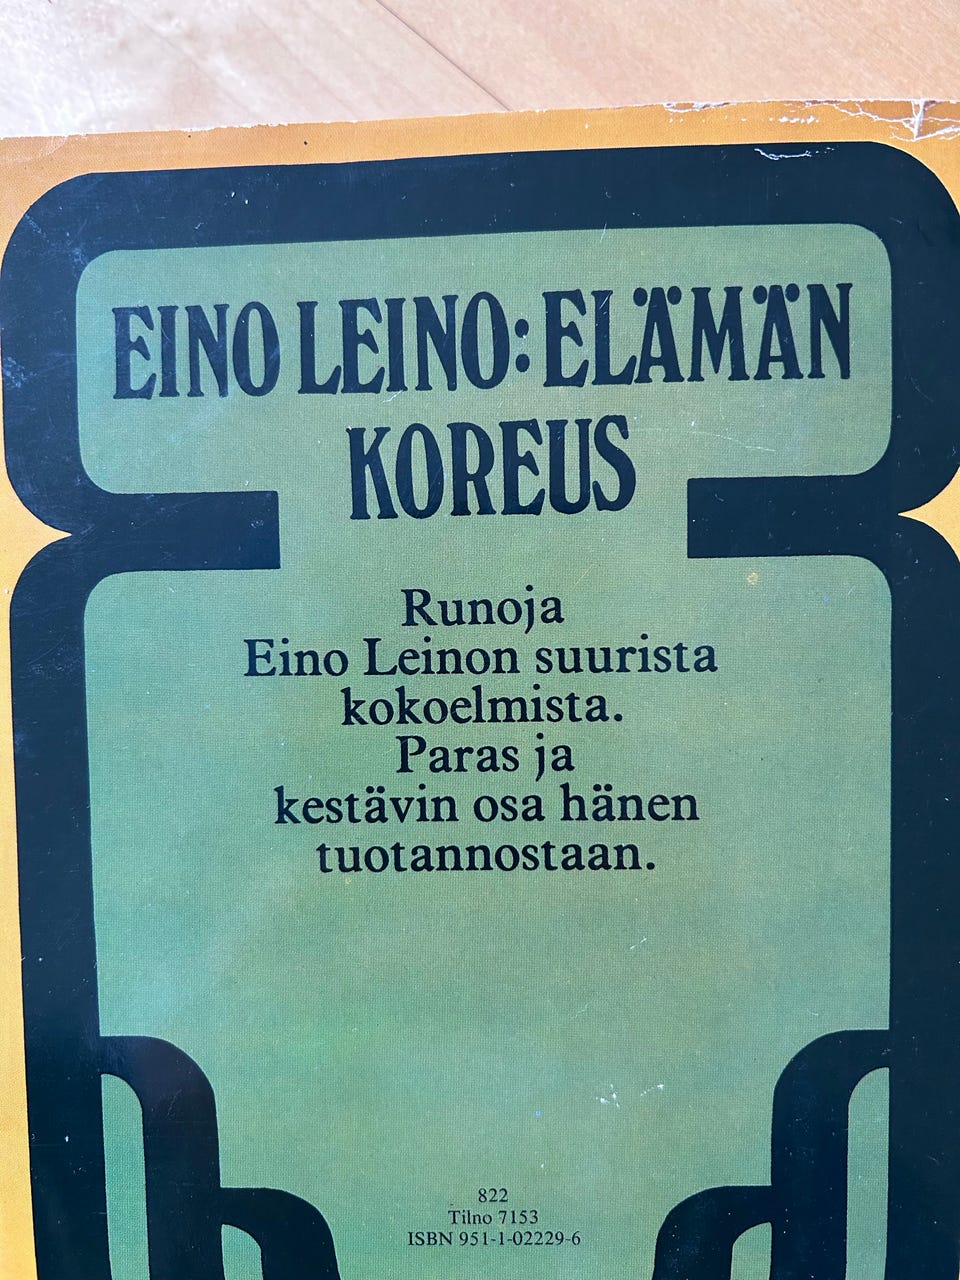 EINO LEINO: ELÄMÄN
KOREUS
Runoja
Eino Leinon suurista
kokoelmista.
Paras ja
kestävin osa hänen
tuotannostaan.
822
Tilno 7153
ISBN 951-1-02229-6